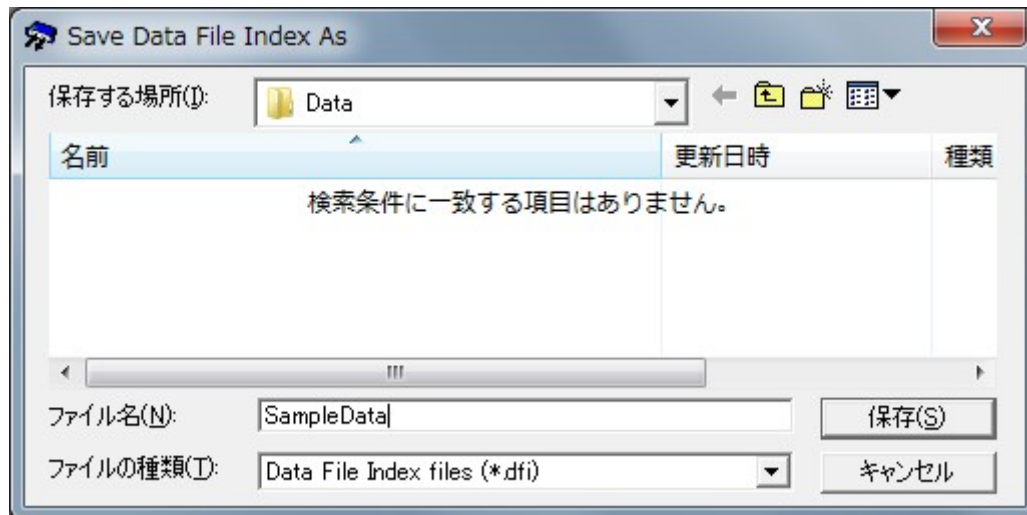 Save Data File Index As
保存する場所(I):
Data
名前 更新日時 種類
検索条件に一致する項目はありません。
ファイル名(N): SampleData 保存(S)
ファイルの種類(T): Data File Index files (*.dfi) キャンセル